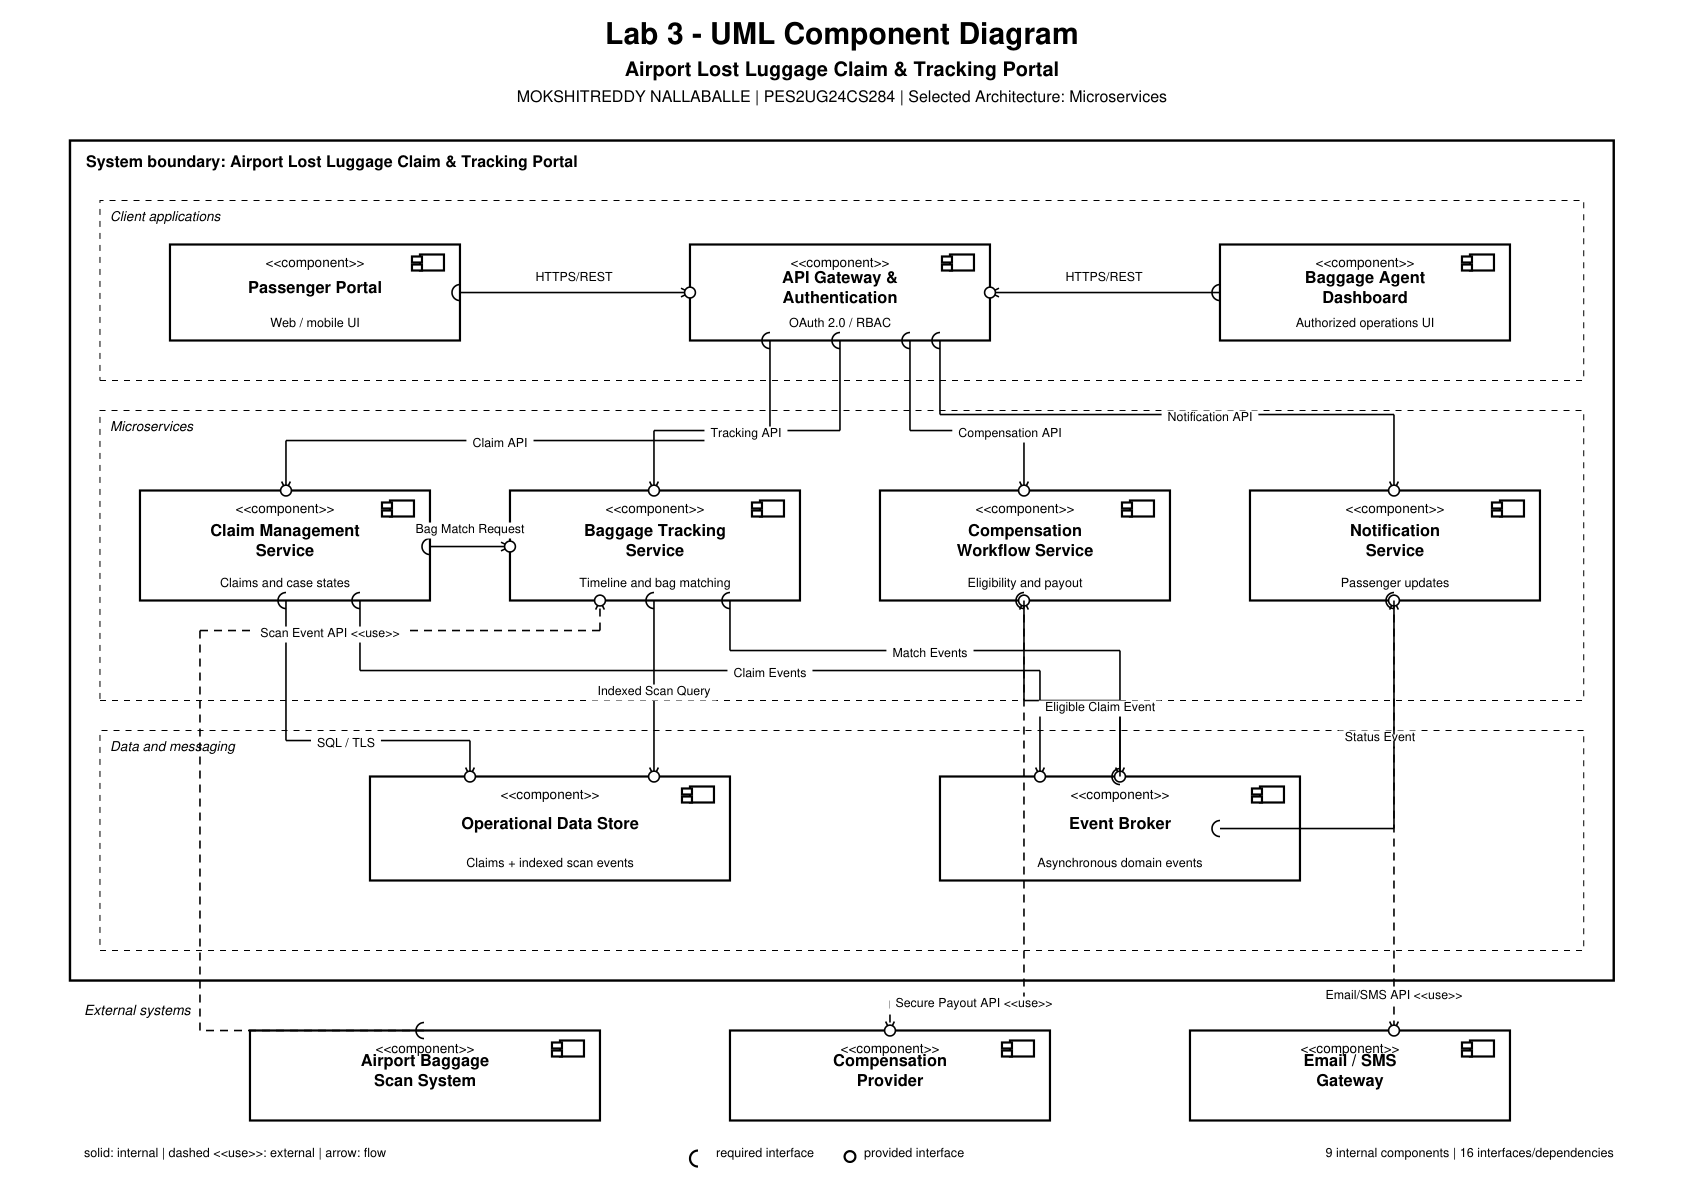 Lab 3 - UML Component Diagram
Airport Lost Luggage Claim & Tracking Portal
MOKSHITREDDY NALLABALLE | PES2UG24CS284 | Selected Architecture: Microservices
System boundary: Airport Lost Luggage Claim & Tracking Portal
Client applications
<<component>>
Passenger Portal
Web / mobile UI
HTTPS/REST
<<component>>
API Gateway &
Authentication
OAuth 2.0 / RBAC
HTTPS/REST
<<component>>
Baggage Agent
Dashboard
Authorized operations UI
Microservices
Claim API
Tracking API
Compensation API
Notification API
<<component>>
Claim Management
Service
Claims and case states
Bag Match Request
<<component>>
Baggage Tracking
Service
Timeline and bag matching
<<component>>
Compensation
Workflow Service
Eligibility and payout
<<component>>
Notification
Service
Passenger updates
Scan Event API <<use>>
Match Events
Claim Events
Indexed Scan Query
Eligible Claim Event
Status Event
Data and messaging
SQL / TLS
<<component>>
Operational Data Store
Claims + indexed scan events
<<component>>
Event Broker
Asynchronous domain events
External systems
Secure Payout API <<use>>
Email/SMS API <<use>>
<<component>>
Airport Baggage
Scan System
<<component>>
Compensation
Provider
<<component>>
Email / SMS
Gateway
solid: internal | dashed <<use>>: external | arrow: flow
required interface
provided interface
9 internal components | 16 interfaces/dependencies